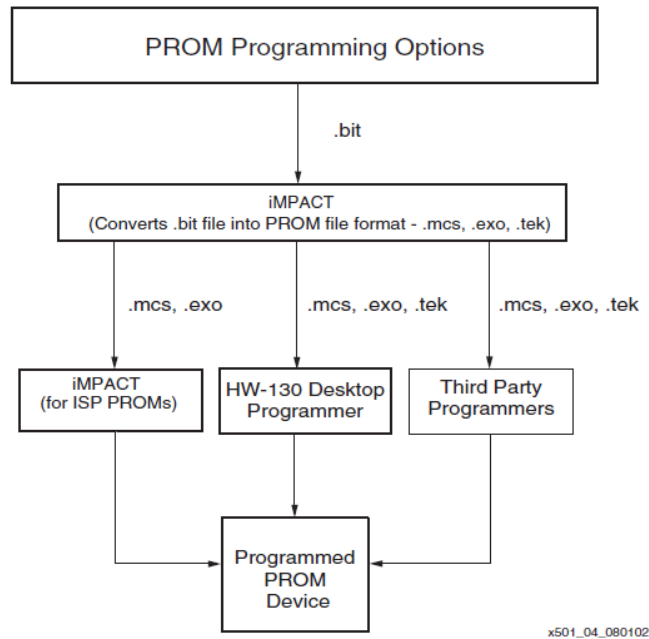 PROM Programming Options
.bit
iMPACT
(Converts .bit file into PROM file format - .mcs, .exo, .tek)
.mcs, .exo
.mcs, .exo, .tek
.mcs, .exo, .tek
iMPACT
(for ISP PROMs)
HW-130 Desktop
Programmer
Third Party
Programmers
Programmed
PROM
Device
x501_04_080102